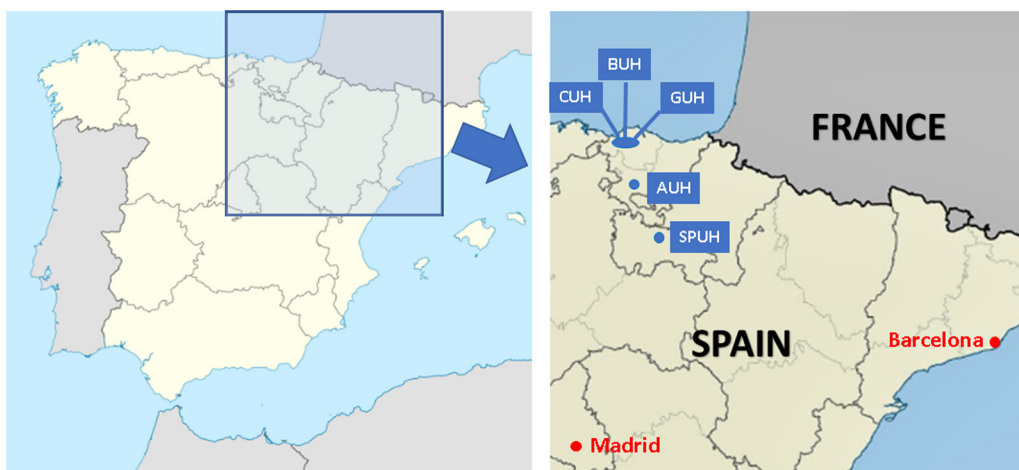 BUH
CUH
GUH
FRANCE
AUH
SPUH
SPAIN
Barcelona
Madrid